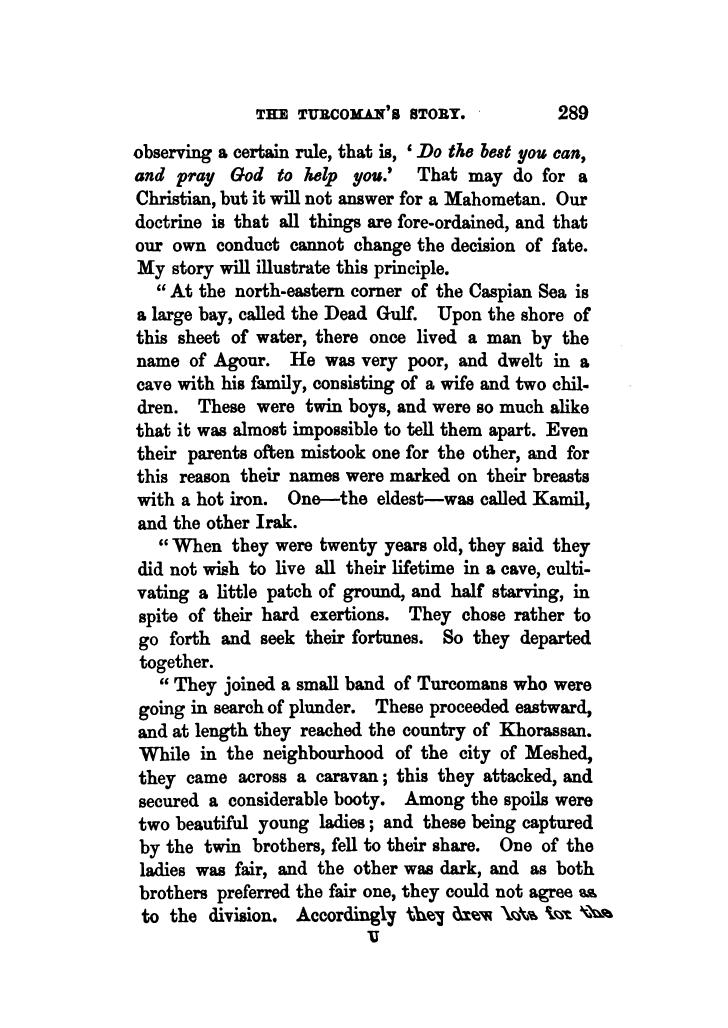 THE TURCOMAN'S STORY. 289
observing a certain rule, that is, ‘Do the best you can,
and pray God to help you.’ That may do for a
Christian, but it will not answer for a Mahometan. Our
doctrine is that all things are fore-ordained, and that
our own conduct cannot change the decision of fate.
My story will illustrate this principle.
“At the north-eastern corner of the Caspian Sea is
a large bay, called the Dead Gulf. Upon the shore of
this sheet of water, there once lived a man by the
name of Agour. He was very poor, and dwelt in a
cave with his family, consisting of a wife and two chil-
dren. These were twin boys, and were so much alike
that it was almost impossible to tell them apart. Even
their parents often mistook one for the other, and for
this reason their names were marked on their breasts
with a hot iron. One—the eldest—was called Kamil,
and the other Irak.
“When they were twenty years old, they said they
did not wish to live all their lifetime in a cave, culti-
vating a little patch of ground, and half starving, in
spite of their hard exertions. They chose rather to
go forth and seek their fortunes. So they departed
together.
“They joined a small band of Turcomans who were
going in search of plunder. These proceeded eastward,
and at length they reached the country of Khorassan.
While in the neighbourhood of the city of Meshed,
they came across a caravan; this they attacked, and
secured a considerable booty. Among the spoils were
two beautiful young ladies; and these being captured
by the twin brothers, fell to their share. One of the
ladies was fair, and the other was dark, and as both
brothers preferred the fair one, they could not agree as
to the division. Accordingly they drew lots for the
U